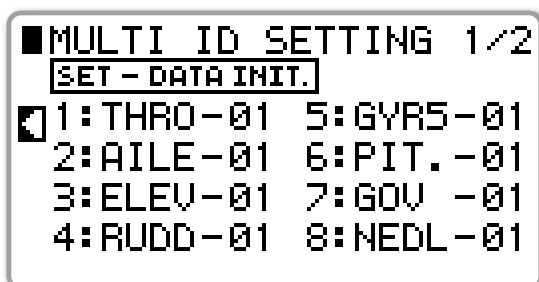 ■MULTI ID SETTING 1/2
SET-DATA INIT.
1:THRO-01 5:GYR5-01
2:AILE-01 6:PIT.-01
3:ELEV-01 7:GOV -01
4:RUDD-01 8:NEDL-01